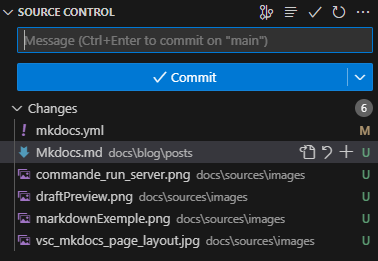 SOURCE CONTROL
Message (Ctrl+Enter to commit on "main")
Commit
Changes 6
mkdocs.yml M
Mkdocs.md docs\blog\posts U
commande_run_server.png docs\sources\images U
draftPreview.png docs\sources\images U
markdownExemple.png docs\sources\images U
vsc_mkdocs_page_layout.jpg docs\sources\images U